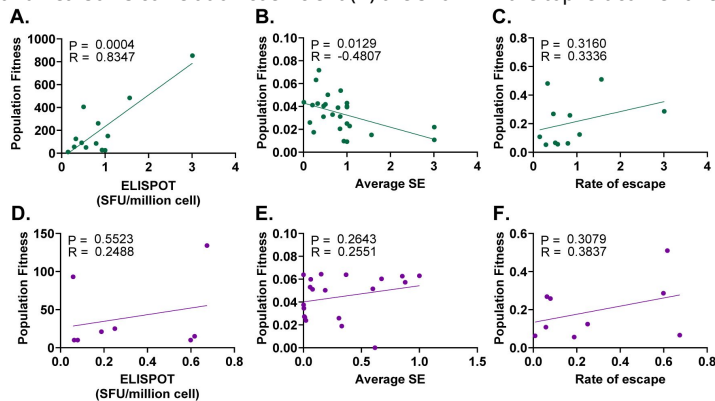 A.
P = 0.0004
R = 0.8347
Population Fitness
1000
800
600
400
200
0
0 1 2 3 4
ELISPOT
(SFU/million cell)
B.
P = 0.0129
R = -0.4807
Population Fitness
0.10
0.08
0.06
0.04
0.02
0.00
0 1 2 3 4
Average SE
C.
P = 0.3160
R = 0.3336
Population Fitness
0.8
0.6
0.4
0.2
0.0
0 1 2 3 4
Rate of escape
D.
P = 0.5523
R = 0.2488
Population Fitness
150
100
50
0
0.0 0.2 0.4 0.6 0.8
ELISPOT
(SFU/million cell)
E.
P = 0.2643
R = 0.2551
Population Fitness
0.10
0.08
0.06
0.04
0.02
0.00
0.0 0.5 1.0 1.5
Average SE
F.
P = 0.3079
R = 0.3837
Population Fitness
0.6
0.4
0.2
0.0
0.0 0.2 0.4 0.6 0.8
Rate of escape